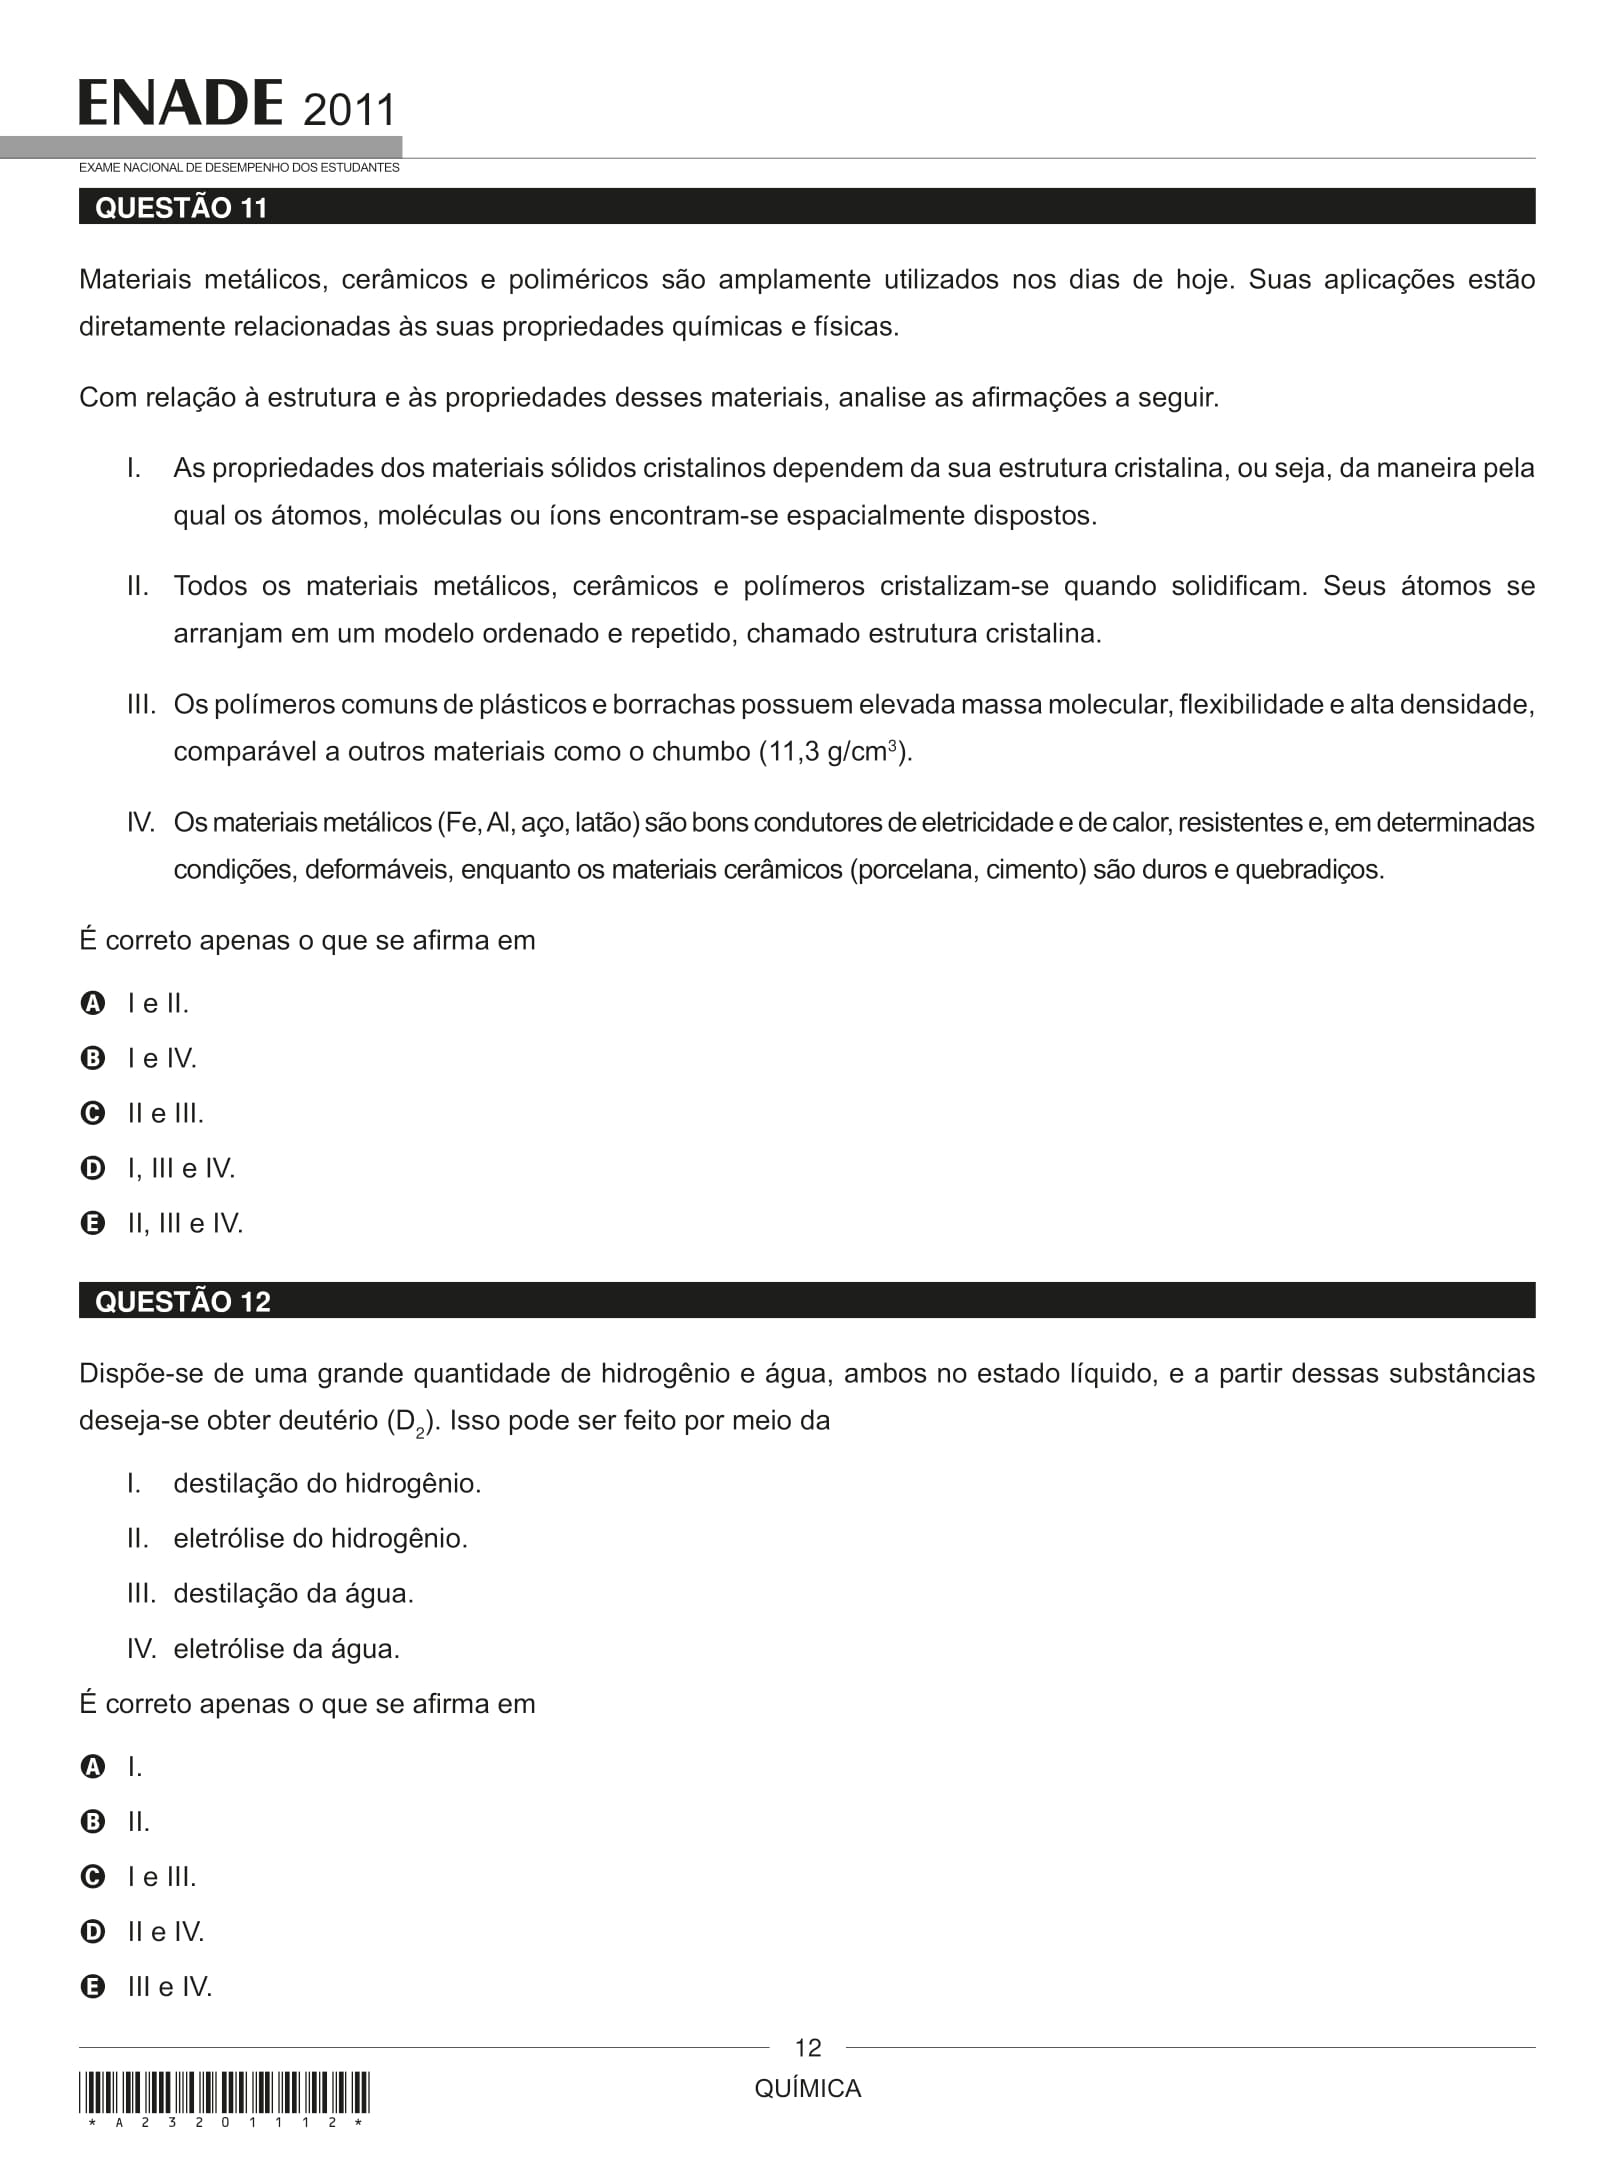 ENADE 2011
EXAME NACIONAL DE DESEMPENHO DOS ESTUDANTES
QUESTÃO 11
Materiais metálicos, cerâmicos e poliméricos são amplamente utilizados nos dias de hoje. Suas aplicações estão
diretamente relacionadas às suas propriedades químicas e físicas.
Com relação à estrutura e às propriedades desses materiais, analise as afirmações a seguir.
I. As propriedades dos materiais sólidos cristalinos dependem da sua estrutura cristalina, ou seja, da maneira pela
qual os átomos, moléculas ou íons encontram-se espacialmente dispostos.
II. Todos os materiais metálicos, cerâmicos e polímeros cristalizam-se quando solidificam. Seus átomos se
arranjam em um modelo ordenado e repetido, chamado estrutura cristalina.
III. Os polímeros comuns de plásticos e borrachas possuem elevada massa molecular, flexibilidade e alta densidade,
comparável a outros materiais como o chumbo (11,3 g/cm³).
IV. Os materiais metálicos (Fe, Al, aço, latão) são bons condutores de eletricidade e de calor, resistentes e, em determinadas
condições, deformáveis, enquanto os materiais cerâmicos (porcelana, cimento) são duros e quebradiços.
É correto apenas o que se afirma em
A I e II.
B I e IV.
C II e III.
D I, III e IV.
E II, III e IV.
QUESTÃO 12
Dispõe-se de uma grande quantidade de hidrogênio e água, ambos no estado líquido, e a partir dessas substâncias
deseja-se obter deutério (D₂). Isso pode ser feito por meio da
I. destilação do hidrogênio.
II. eletrólise do hidrogênio.
III. destilação da água.
IV. eletrólise da água.
É correto apenas o que se afirma em
A I.
B II.
C I e III.
D II e IV.
E III e IV.
12
QUÍMICA
* A 2 3 2 0 1 1 1 2 *